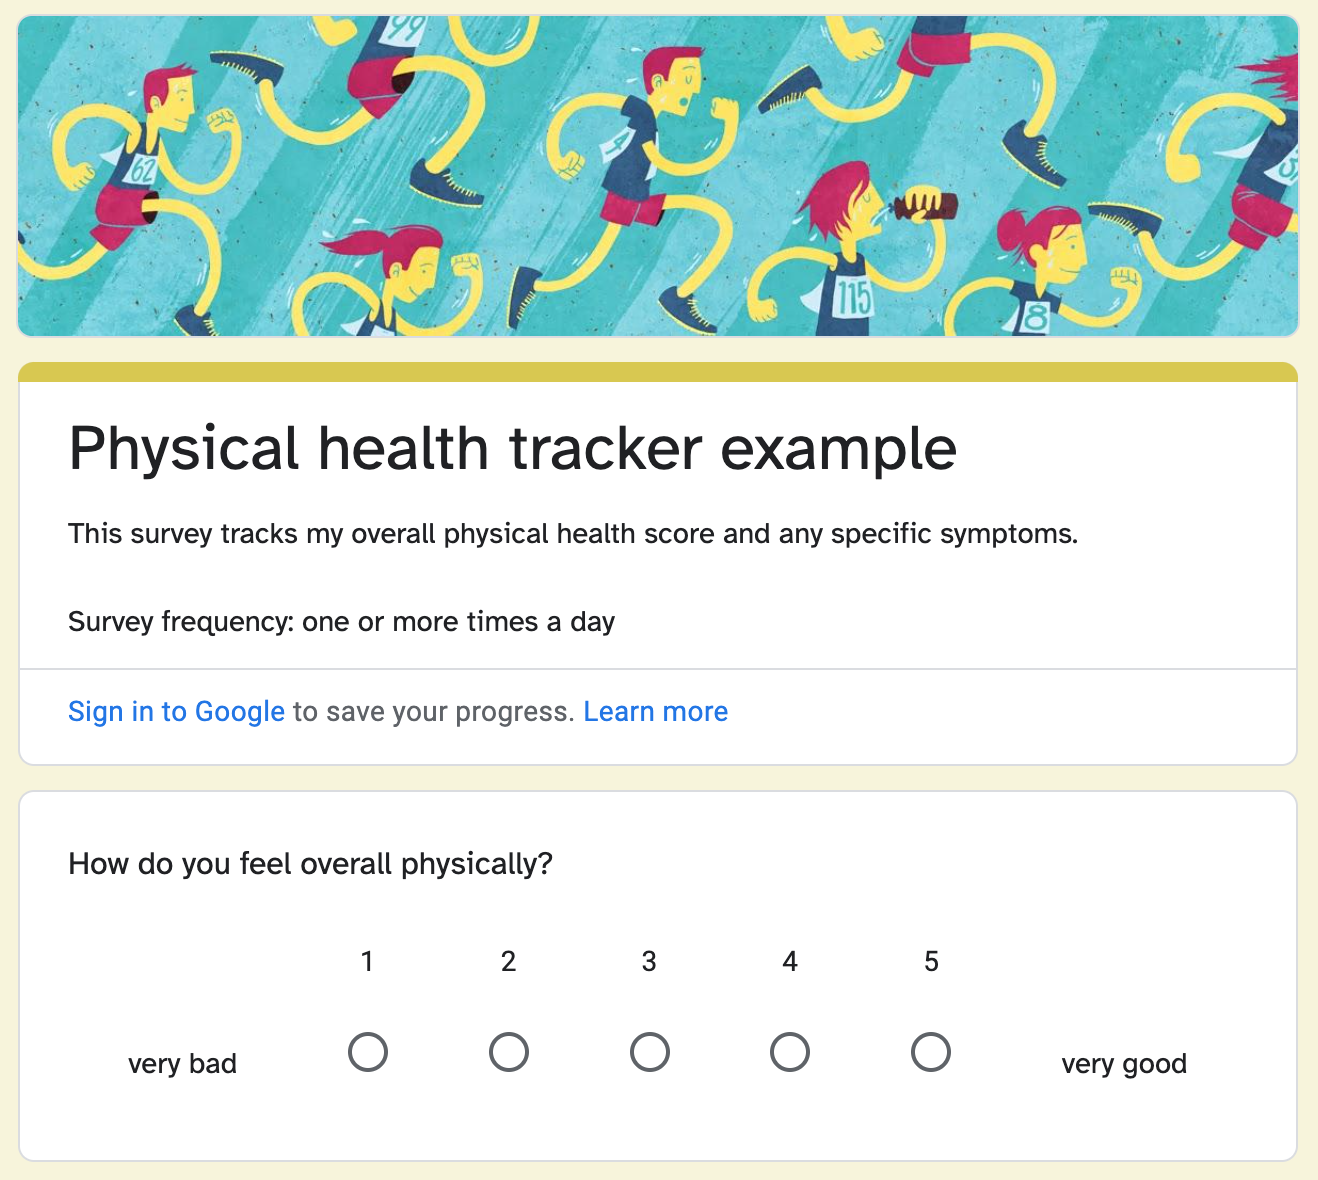 99
62
4
115
8
Physical health tracker example
This survey tracks my overall physical health score and any specific symptoms.
Survey frequency: one or more times a day
Sign in to Google to save your progress. Learn more
How do you feel overall physically?
1 2 3 4 5
very bad very good